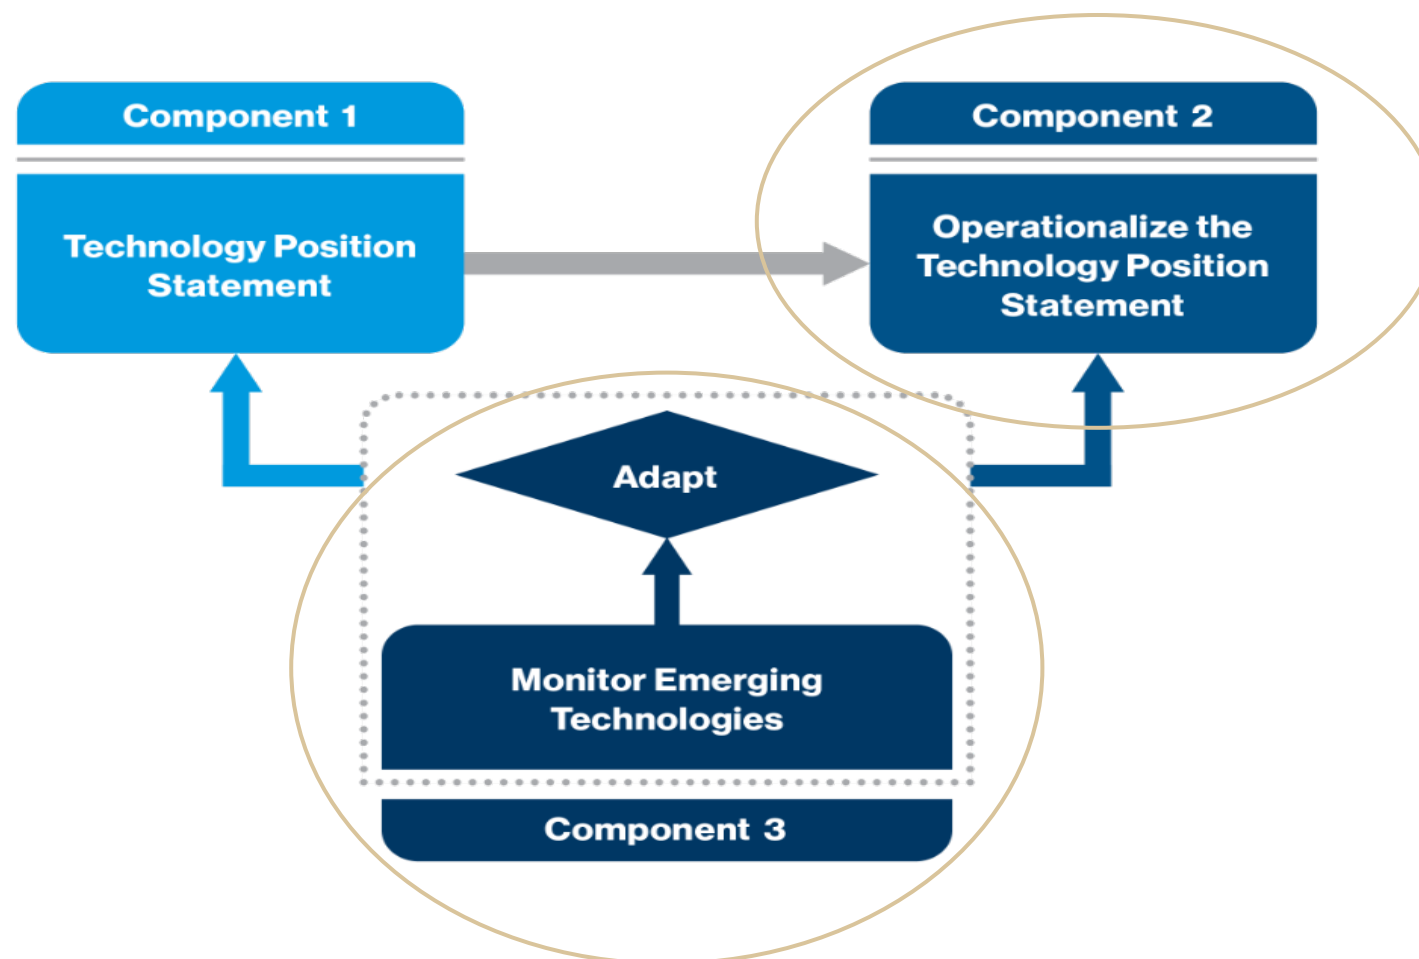 Component 1
Technology Position
Statement
Component 2
Operationalize the
Technology Position
Statement
Adapt
Monitor Emerging
Technologies
Component 3